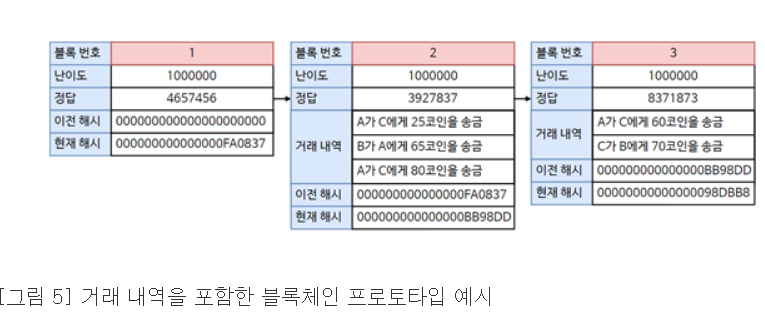 블록 번호 1
난이도 1000000
정답 4657456
이전 해시 000000000000000000000
현재 해시 000000000000000FA0837
블록 번호 2
난이도 1000000
정답 3927837
거래 내역
A가 C에게 25코인을 송금
B가 A에게 65코인을 송금
A가 C에게 80코인을 송금
이전 해시 000000000000000FA0837
현재 해시 000000000000000BB98DD
블록 번호 3
난이도 1000000
정답 8371873
거래 내역
A가 C에게 60코인을 송금
C가 B에게 70코인을 송금
이전 해시 000000000000000BB98DD
현재 해시 00000000000000098DBB8
[그림 5] 거래 내역을 포함한 블록체인 프로토타입 예시